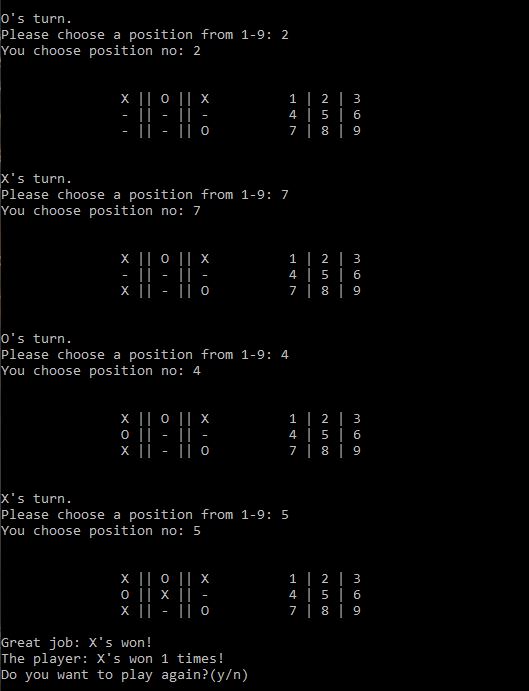 O's turn.
Please choose a position from 1-9: 2
You choose position no: 2
X || O || X          1 | 2 | 3
- || - || -          4 | 5 | 6
- || - || O          7 | 8 | 9
X's turn.
Please choose a position from 1-9: 7
You choose position no: 7
X || O || X          1 | 2 | 3
- || - || -          4 | 5 | 6
X || - || O          7 | 8 | 9
O's turn.
Please choose a position from 1-9: 4
You choose position no: 4
X || O || X          1 | 2 | 3
O || - || -          4 | 5 | 6
X || - || O          7 | 8 | 9
X's turn.
Please choose a position from 1-9: 5
You choose position no: 5
X || O || X          1 | 2 | 3
O || X || -          4 | 5 | 6
X || - || O          7 | 8 | 9
Great job: X's won!
The player: X's won 1 times!
Do you want to play again?(y/n)